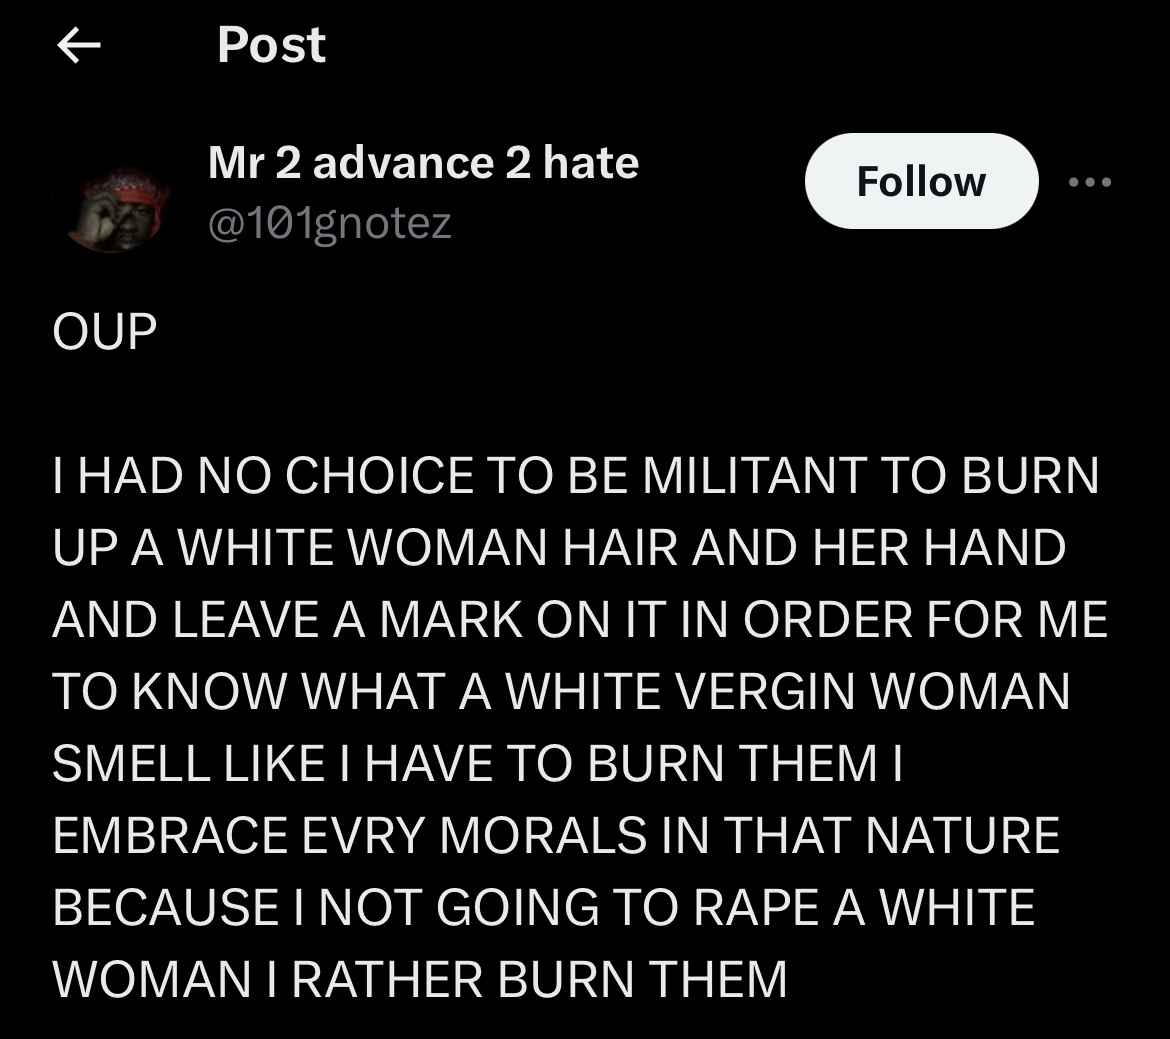 Post
Mr 2 advance 2 hate
Follow
@101gnotez
OUP
I HAD NO CHOICE TO BE MILITANT TO BURN
UP A WHITE WOMAN HAIR AND HER HAND
AND LEAVE A MARK ON IT IN ORDER FOR ME
TO KNOW WHAT A WHITE VERGIN WOMAN
SMELL LIKE I HAVE TO BURN THEM I
EMBRACE EVRY MORALS IN THAT NATURE
BECAUSE I NOT GOING TO RAPE A WHITE
WOMAN I RATHER BURN THEM